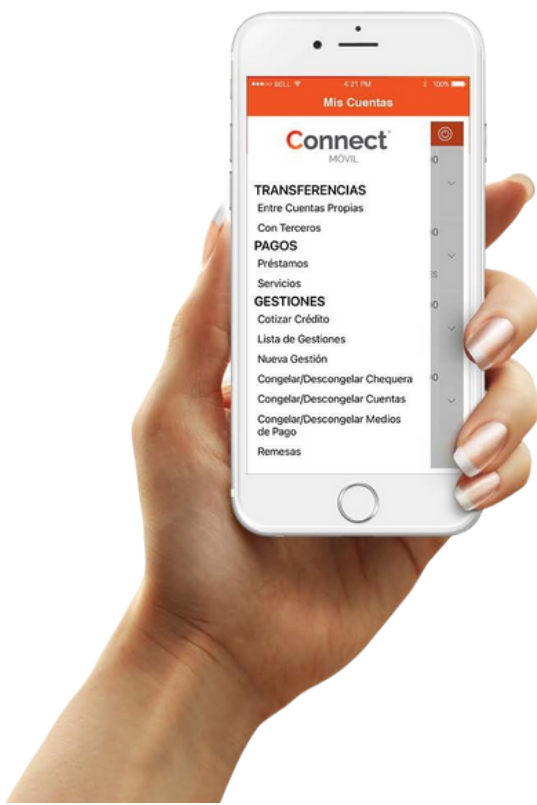 BELL 4:21 PM 100%
Mis Cuentas
Connect
MÓVIL
TRANSFERENCIAS
Entre Cuentas Propias
Con Terceros
PAGOS
Préstamos
Servicios
GESTIONES
Cotizar Crédito
Lista de Gestiones
Nueva Gestión
Congelar/Descongelar Chequera
Congelar/Descongelar Cuentas
Congelar/Descongelar Medios
de Pago
Remesas